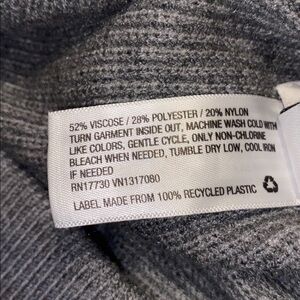 52% VISCOSE / 28% POLYESTER / 20% NYLON
TURN GARMENT INSIDE OUT, MACHINE WASH COLD WITH
LIKE COLORS, GENTLE CYCLE, ONLY NON-CHLORINE
BLEACH WHEN NEEDED, TUMBLE DRY LOW, COOL IRON
IF NEEDED
RN17730 VN1317080
LABEL MADE FROM 100% RECYCLED PLASTIC